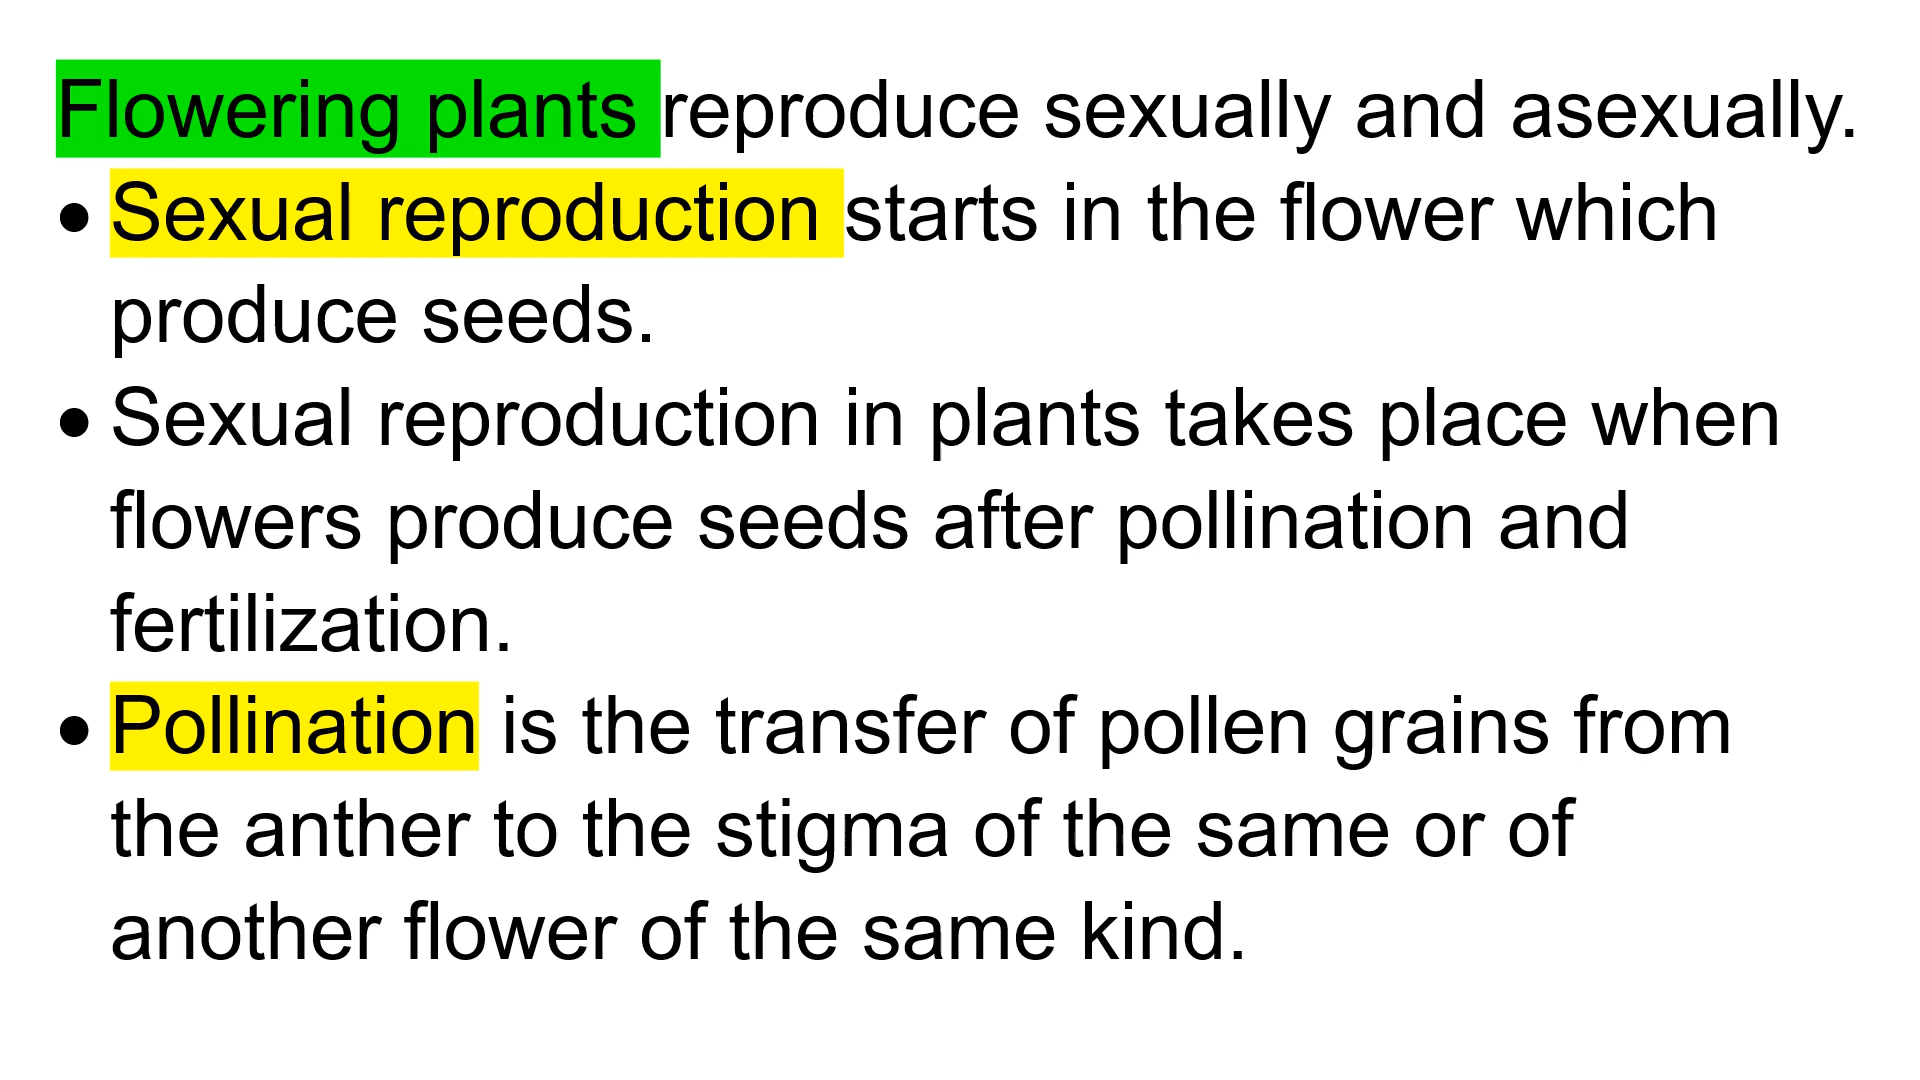 Flowering plants reproduce sexually and asexually.
• Sexual reproduction starts in the flower which
produce seeds.
• Sexual reproduction in plants takes place when
flowers produce seeds after pollination and
fertilization.
• Pollination is the transfer of pollen grains from
the anther to the stigma of the same or of
another flower of the same kind.